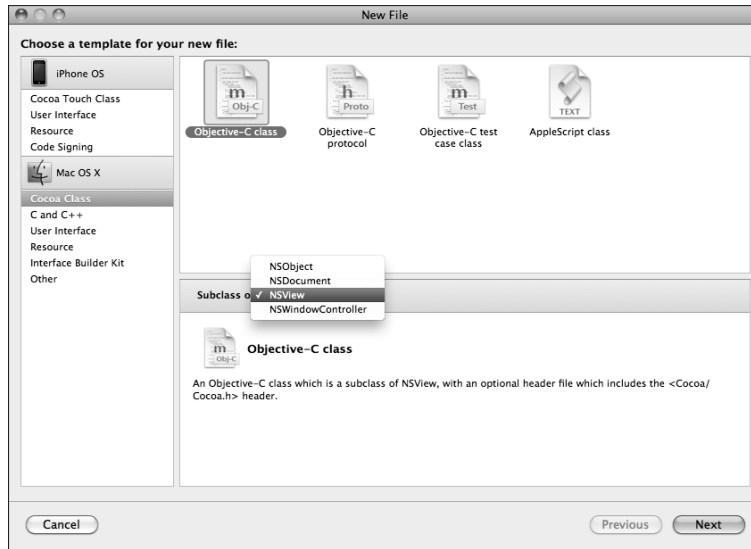 New File
Choose a template for your new file:
iPhone OS
Cocoa Touch Class
User Interface
Resource
Code Signing
Mac OS X
Cocoa Class
C and C++
User Interface
Resource
Interface Builder Kit
Other
m
Obj-C
Objective-C class
h
Proto
Objective-C
protocol
m
Test
Objective-C test
case class
TEXT
AppleScript class
Subclass o
NSObject
NSDocument
✓ NSView
NSWindowController
m
Obj-C
Objective-C class
An Objective-C class which is a subclass of NSView, with an optional header file which includes the <Cocoa/
Cocoa.h> header.
Cancel
Previous
Next